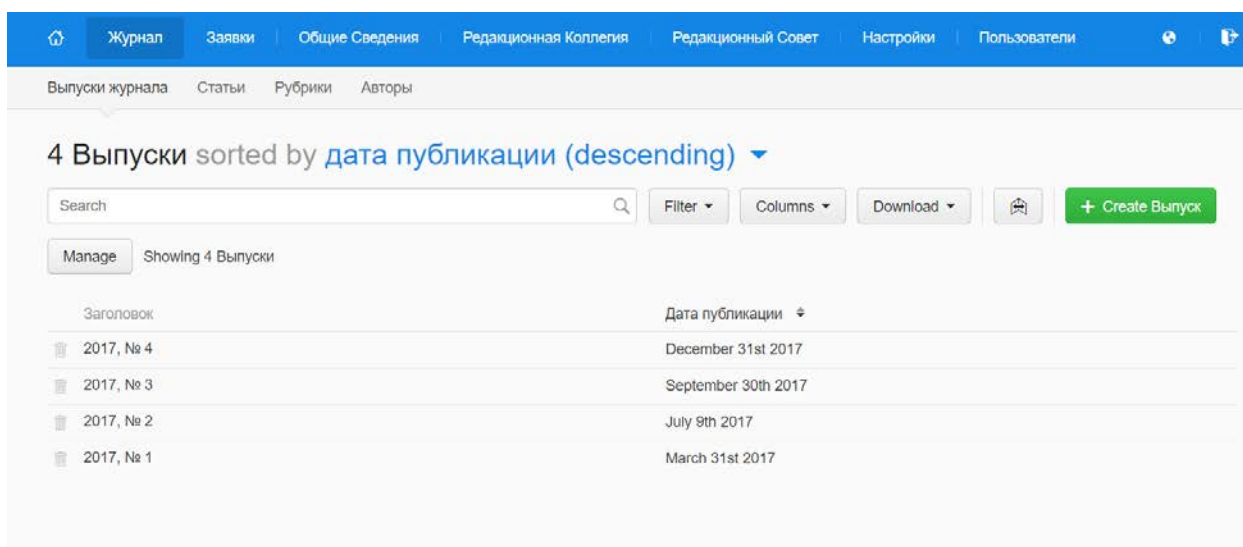 Журнал Заявки Общие Сведения Редакционная Коллегия Редакционный Совет Настройки Пользователи
Выпуски журнала Статьи Рубрики Авторы
4 Выпуски sorted by дата публикации (descending)
Search Filter Columns Download + Create Выпуск
Manage Showing 4 Выпуски
Заголовок Дата публикации
2017, № 4 December 31st 2017
2017, № 3 September 30th 2017
2017, № 2 July 9th 2017
2017, № 1 March 31st 2017